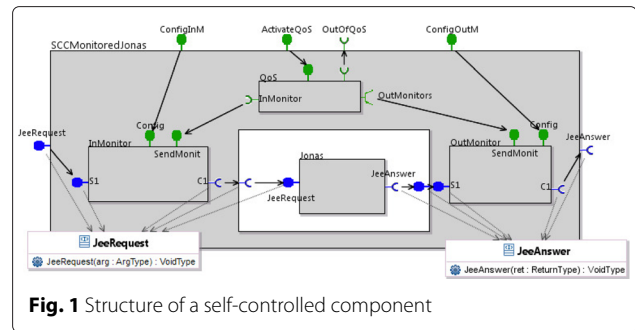 ConfigInM
ActivateQoS
OutOfQoS
ConfigOutM
SCCMonitoredJonas
QoS
InMonitor
OutMonitors
JeeRequest
Config
InMonitor
SendMonit
S1
C1
Jonas
JeeRequest
JeeAnswer
Config
OutMonitor
SendMonit
S1
C1
JeeAnswer
JeeRequest
JeeRequest(arg : ArgType) : VoidType
JeeAnswer
JeeAnswer(ret : ReturnType) : VoidType
Fig. 1 Structure of a self-controlled component